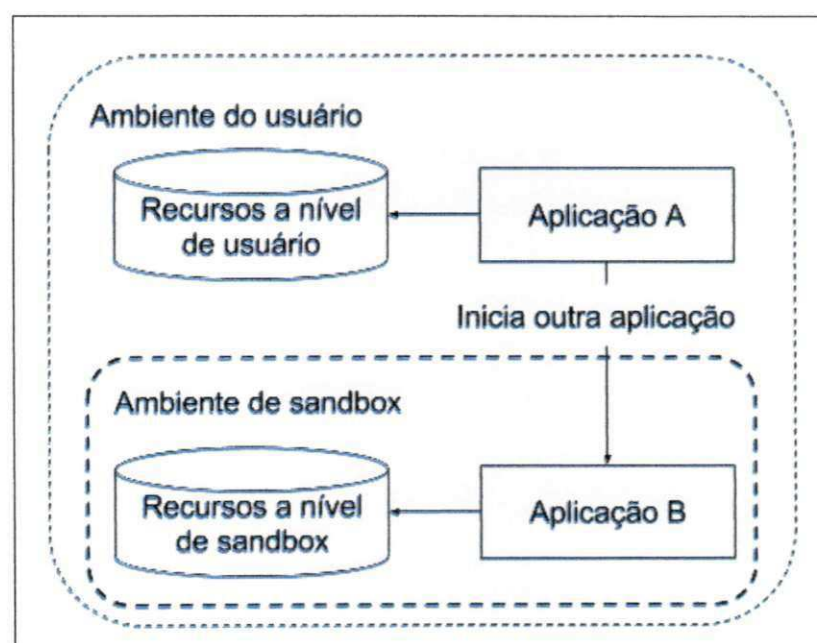 Ambiente do usuário
Recursos a nível
de usuário
Aplicação A
Inicia outra aplicação
Ambiente de sandbox
Recursos a nível
de sandbox
Aplicação B